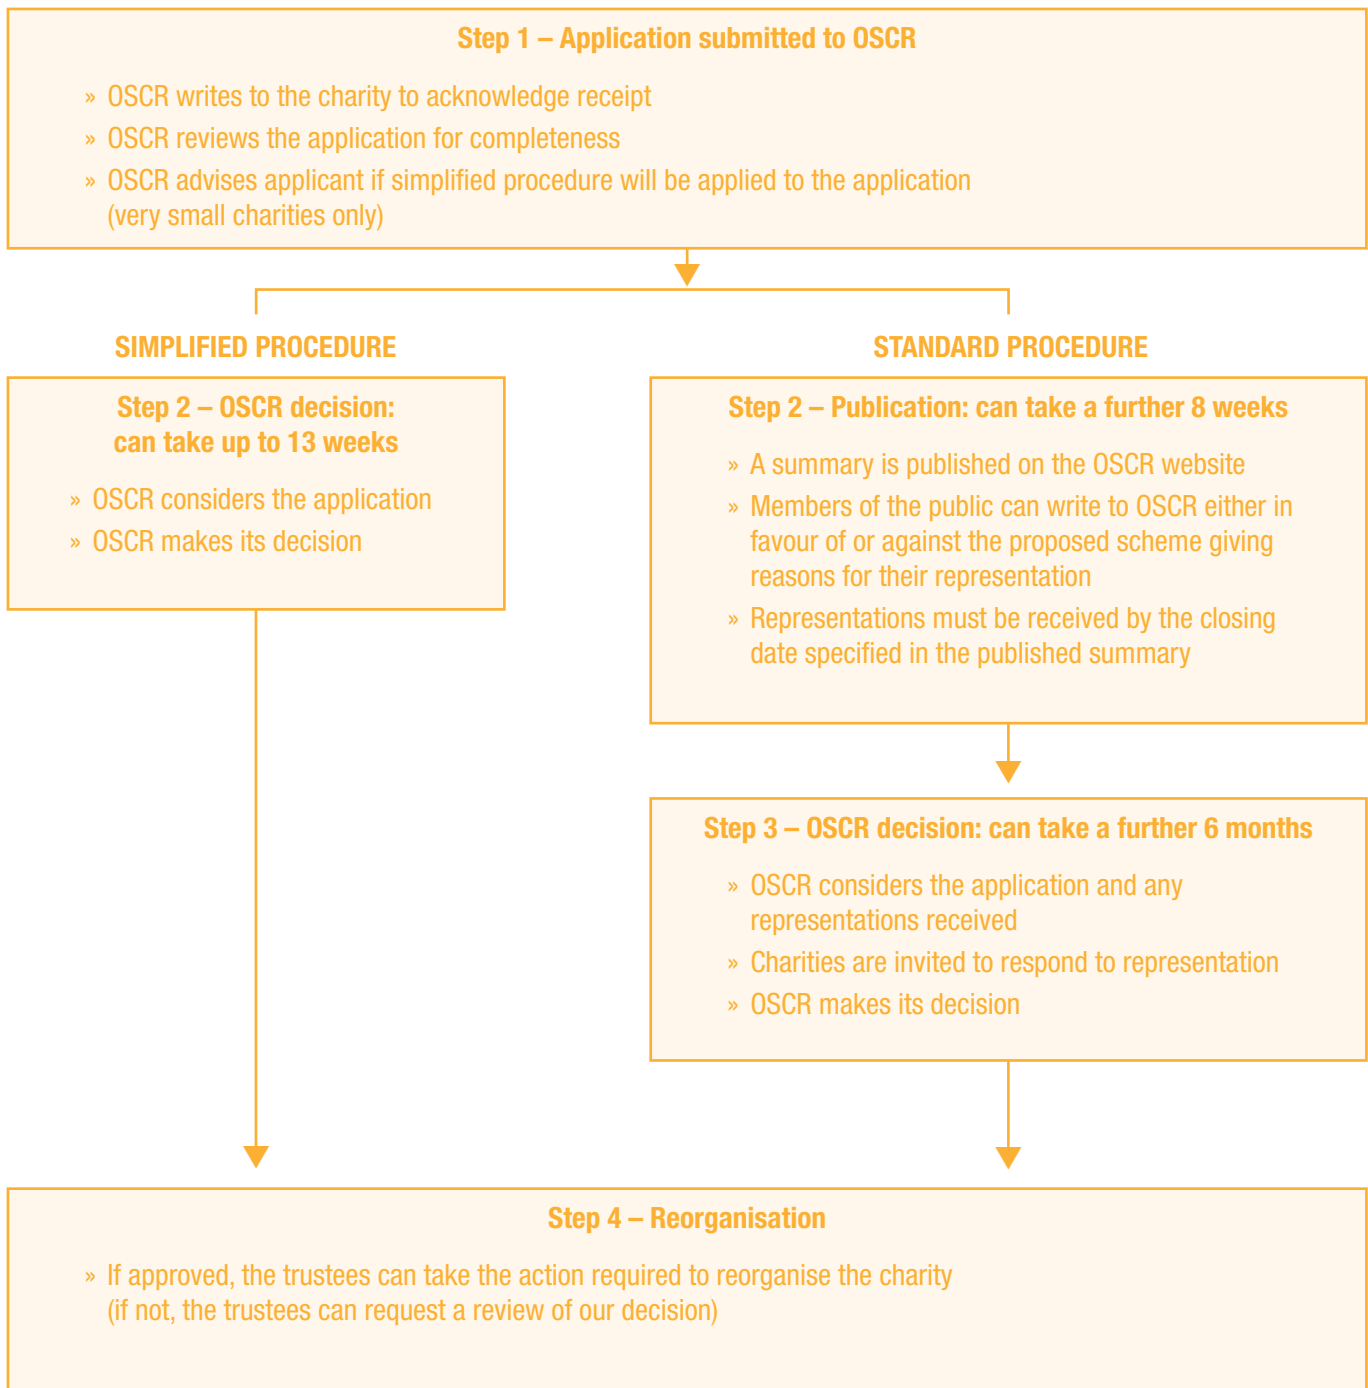 Step 1 – Application submitted to OSCR
» OSCR writes to the charity to acknowledge receipt
» OSCR reviews the application for completeness
» OSCR advises applicant if simplified procedure will be applied to the application
(very small charities only)
SIMPLIFIED PROCEDURE
Step 2 – OSCR decision:
can take up to 13 weeks
» OSCR considers the application
» OSCR makes its decision
STANDARD PROCEDURE
Step 2 – Publication: can take a further 8 weeks
» A summary is published on the OSCR website
» Members of the public can write to OSCR either in
favour of or against the proposed scheme giving
reasons for their representation
» Representations must be received by the closing
date specified in the published summary
Step 3 – OSCR decision: can take a further 6 months
» OSCR considers the application and any
representations received
» Charities are invited to respond to representation
» OSCR makes its decision
Step 4 – Reorganisation
» If approved, the trustees can take the action required to reorganise the charity
(if not, the trustees can request a review of our decision)